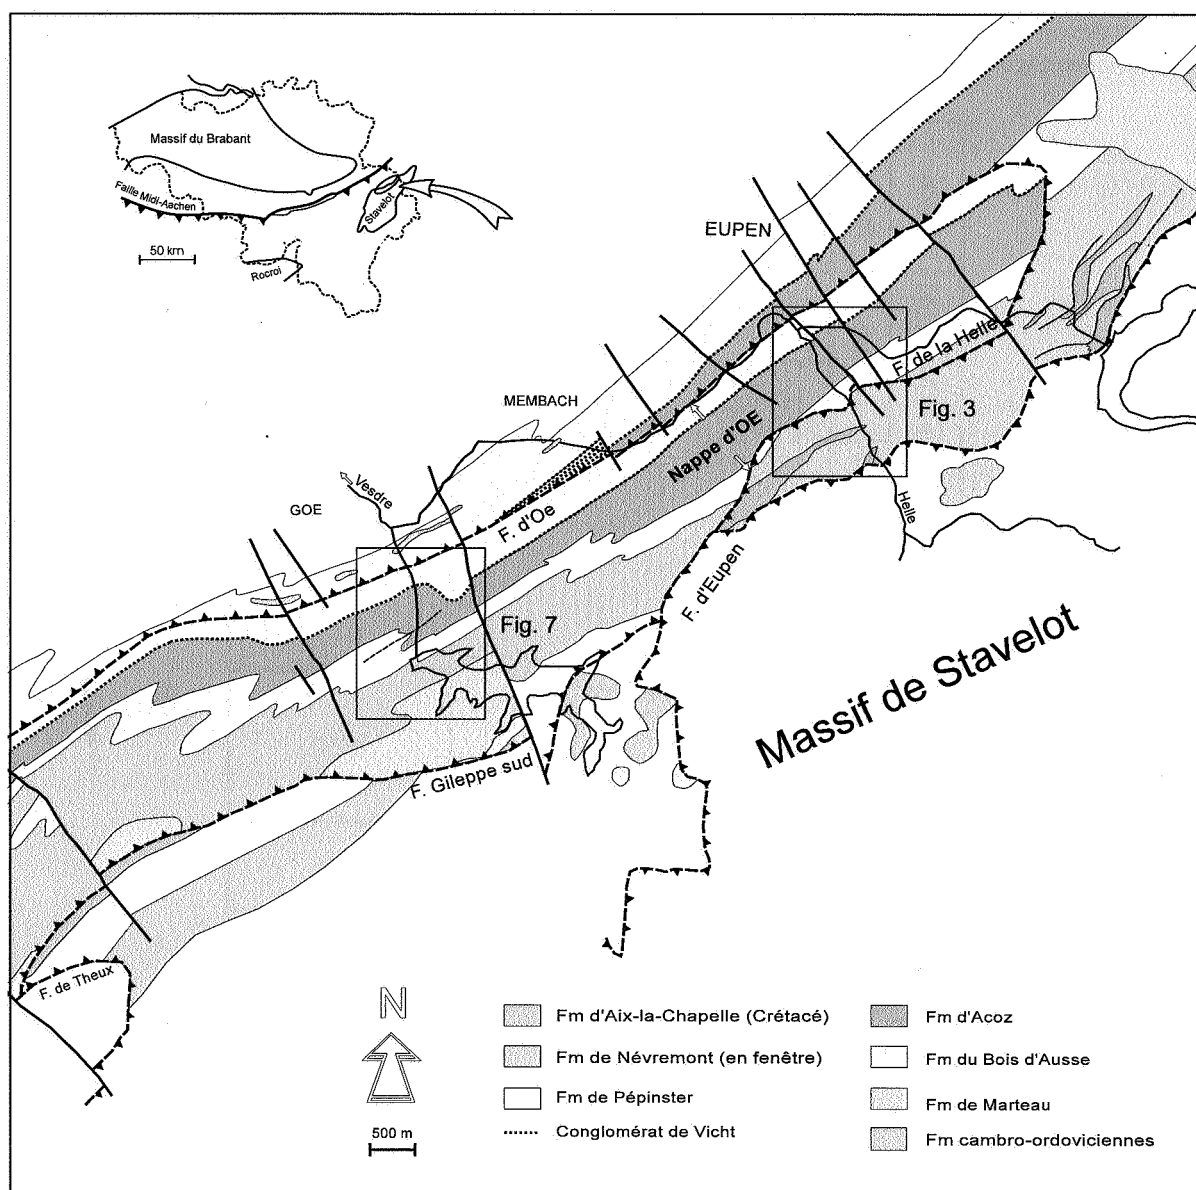 Massif du Brabant
Faille Midi-Aachen
Stavelot
50 km
Rocroi
EUPEN
F. de la Helle
Fig. 3
MEMBACH
Nappe d'OE
Vesdre
GOE
F. d'Oe
Helle
F. d'Eupen
Fig. 7
Massif de Stavelot
F. Gileppe sud
F. de Theux
N
500 m
Fm d'Aix-la-Chapelle (Crétacé)
Fm de Névremont (en fenêtre)
Fm de Pépinster
Conglomérat de Vicht
Fm d'Acoz
Fm du Bois d'Ausse
Fm de Marteau
Fm cambro-ordoviciennes